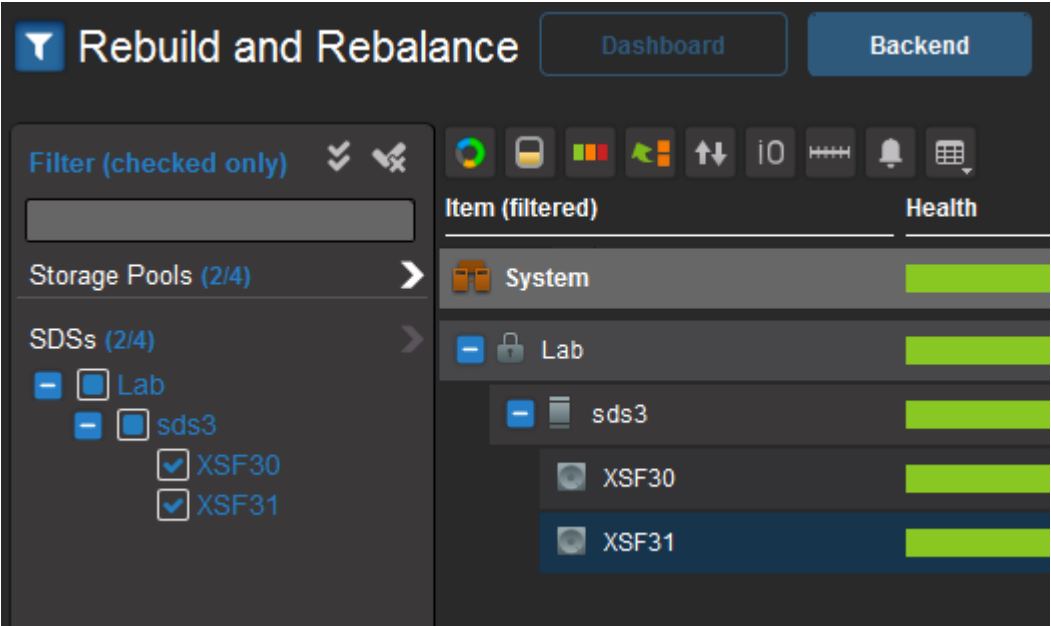 Rebuild and Rebalance
Dashboard
Backend
Filter (checked only)
iO
Item (filtered)
Health
Storage Pools (2/4)
System
SDSs (2/4)
Lab
Lab
sds3
sds3
XSF30
XSF30
XSF31
XSF31